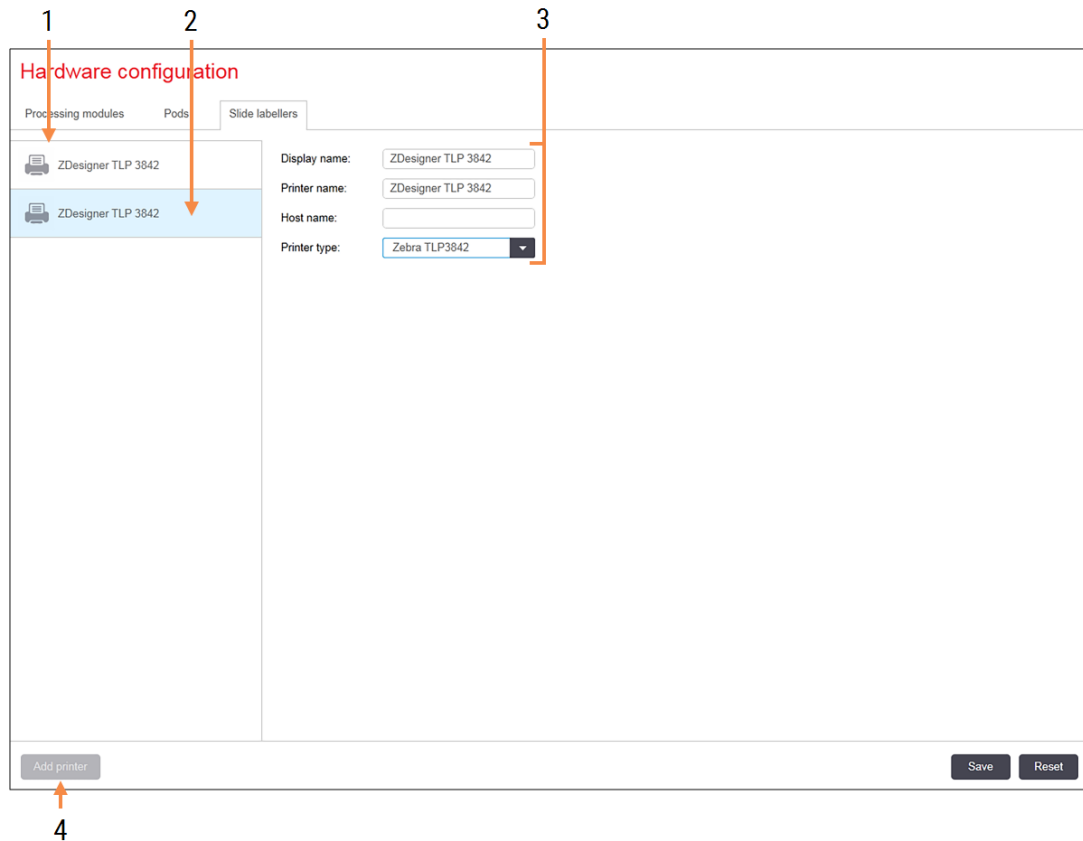 1 2 3
Hardware configuration
Processing modules Pods Slide labellers
ZDesigner TLP 3842
ZDesigner TLP 3842
Display name: ZDesigner TLP 3842
Printer name: ZDesigner TLP 3842
Host name:
Printer type: Zebra TLP3842
Add printer Save Reset
4